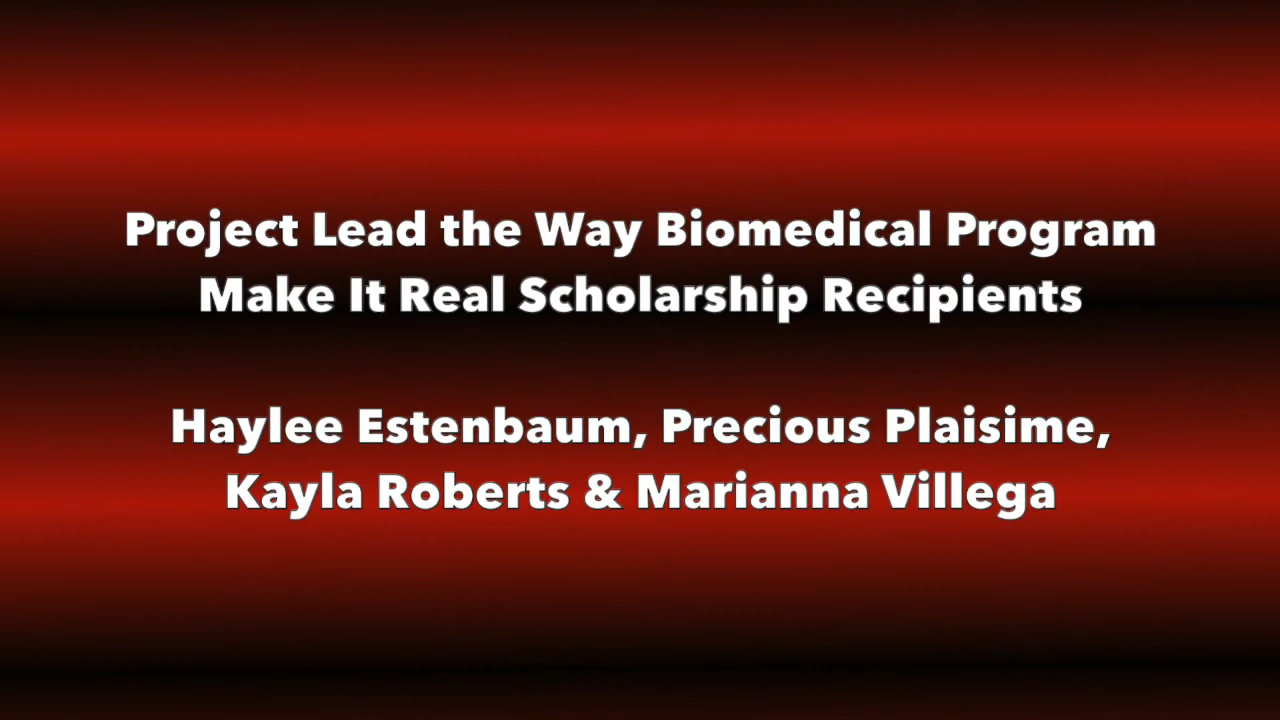 Project Lead the Way Biomedical Program
Make It Real Scholarship Recipients
Haylee Estenbaum, Precious Plaisime,
Kayla Roberts & Marianna Villega